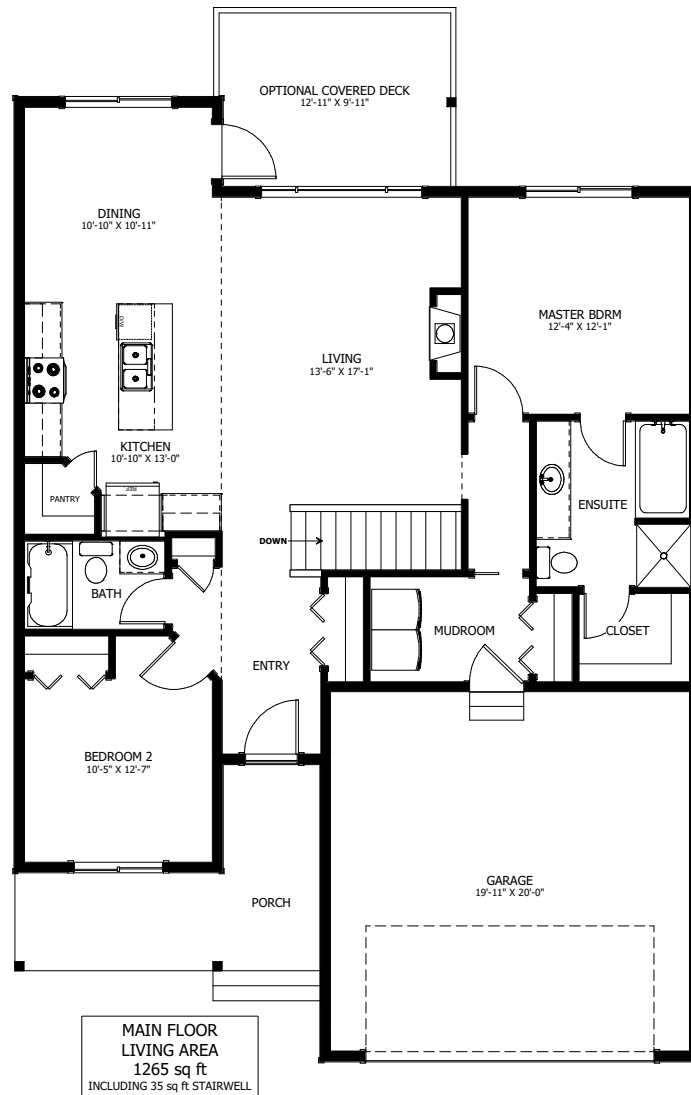 OPTIONAL COVERED DECK
12'-11" X 9'-11"
DINING
10'-10" X 10'-11"
MASTER BDRM
12'-4" X 12'-1"
D/W
LIVING
13'-6" X 17'-1"
KITCHEN
10'-10" X 13'-0"
PANTRY
REF
ENSUITE
DOWN
BATH
MUDROOM
CLOSET
ENTRY
BEDROOM 2
10'-5" X 12'-7"
GARAGE
19'-11" X 20'-0"
PORCH
MAIN FLOOR
LIVING AREA
1265 sq ft
INCLUDING 35 sq ft STAIRWELL